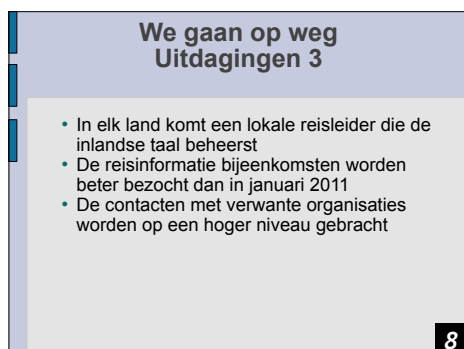 We gaan op weg
Uitdagingen 3
• In elk land komt een lokale reisleider die de
inlandse taal beheerst
• De reisinformatie bijeenkomsten worden
beter bezocht dan in januari 2011
• De contacten met verwante organisaties
worden op een hoger niveau gebracht
8